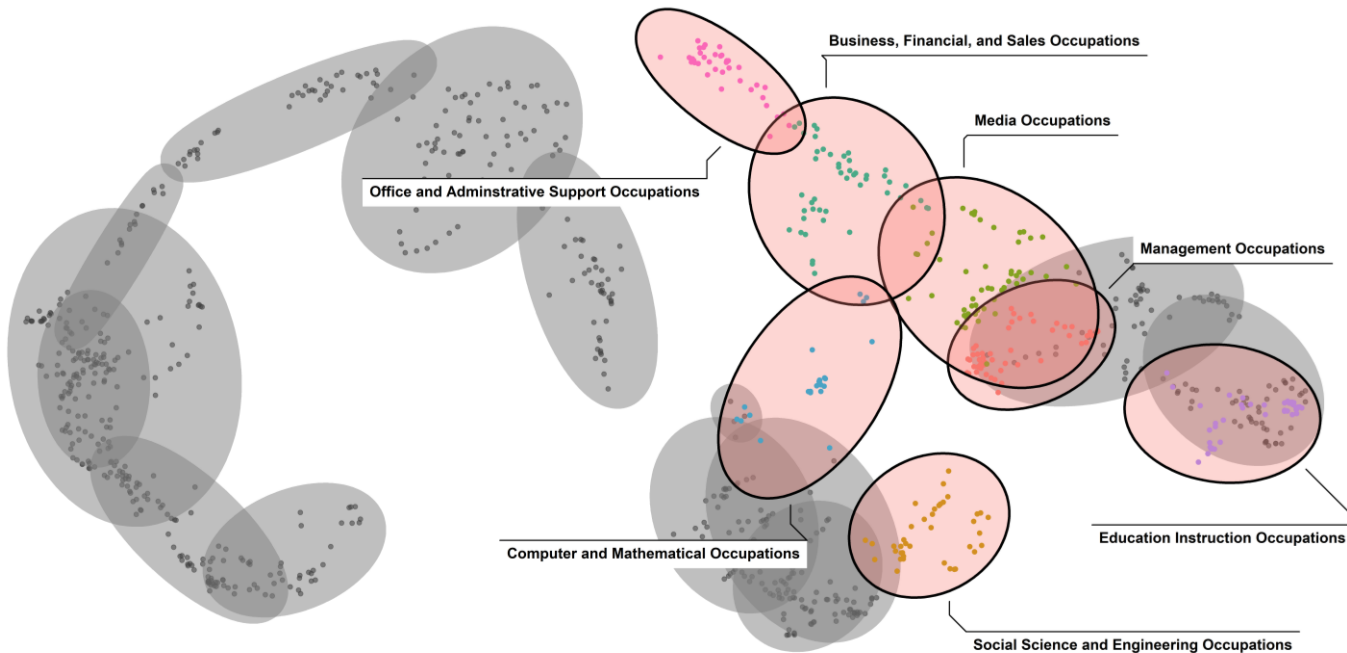 Business, Financial, and Sales Occupations
Media Occupations
Office and Adminstrative Support Occupations
Management Occupations
Computer and Mathematical Occupations
Education Instruction Occupations
Social Science and Engineering Occupations